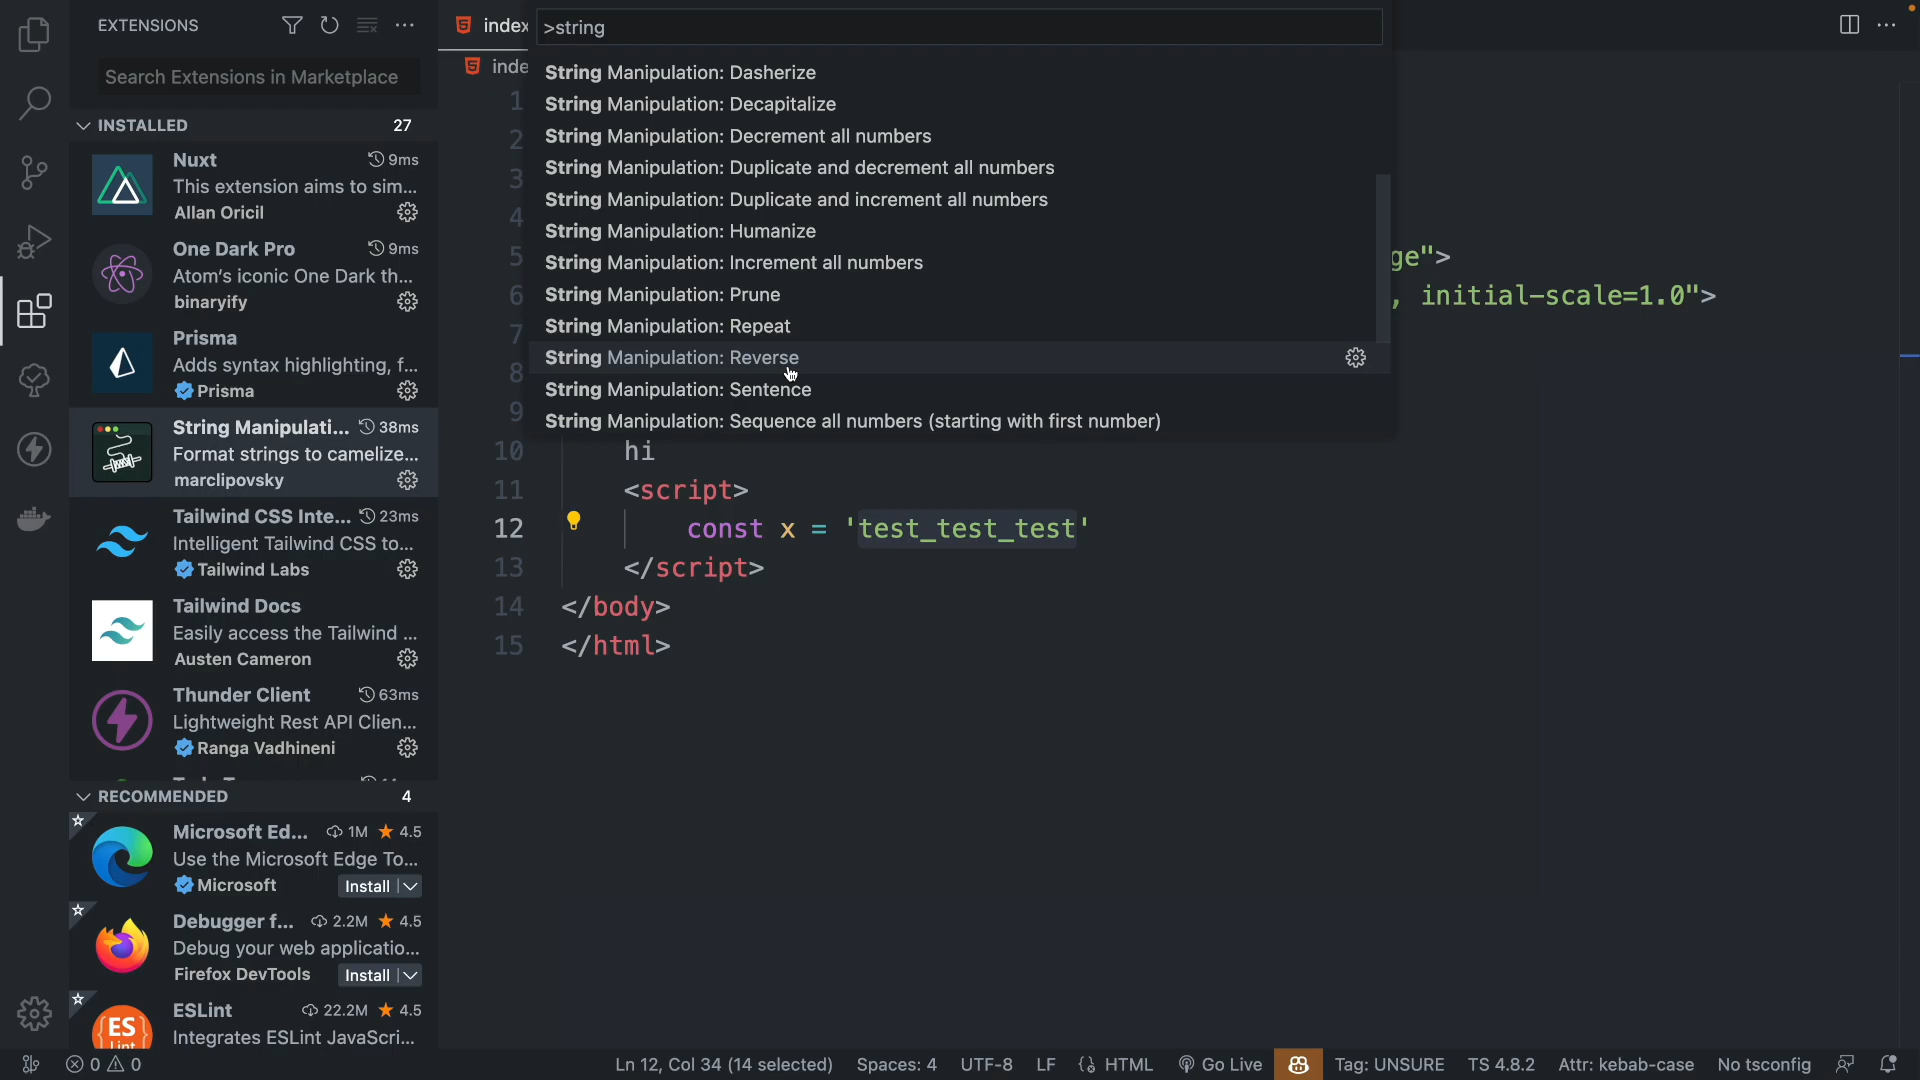 EXTENSIONS
Search Extensions in Marketplace
INSTALLED 27
Nuxt 9ms
This extension aims to sim...
Allan Oricil
One Dark Pro 9ms
Atom's iconic One Dark th...
binaryify
Prisma
Adds syntax highlighting, f...
Prisma
String Manipulati... 38ms
Format strings to camelize...
marclipovsky
Tailwind CSS Inte... 23ms
Intelligent Tailwind CSS to...
Tailwind Labs
Tailwind Docs
Easily access the Tailwind ...
Austen Cameron
Thunder Client 63ms
Lightweight Rest API Clien...
Ranga Vadhineni
RECOMMENDED 4
Microsoft Ed... 1M 4.5
Use the Microsoft Edge To...
Microsoft Install
Debugger f... 2.2M 4.5
Debug your web applicatio...
Firefox DevTools Install
ESLint 22.2M 4.5
Integrates ESLint JavaScri...
ES
Lint
index
inde
>string
String Manipulation: Dasherize
String Manipulation: Decapitalize
String Manipulation: Decrement all numbers
String Manipulation: Duplicate and decrement all numbers
String Manipulation: Duplicate and increment all numbers
String Manipulation: Humanize
String Manipulation: Increment all numbers
String Manipulation: Prune
String Manipulation: Repeat
String Manipulation: Reverse
String Manipulation: Sentence
String Manipulation: Sequence all numbers (starting with first number)
1
2
3
4
5 ge">
6 , initial-scale=1.0">
7
8
9
10 hi
11 <script>
12 const x = 'test_test_test'
13 </script>
14 </body>
15 </html>
0 0 Ln 12, Col 34 (14 selected) Spaces: 4 UTF-8 LF HTML Go Live Tag: UNSURE TS 4.8.2 Attr: kebab-case No tsconfig